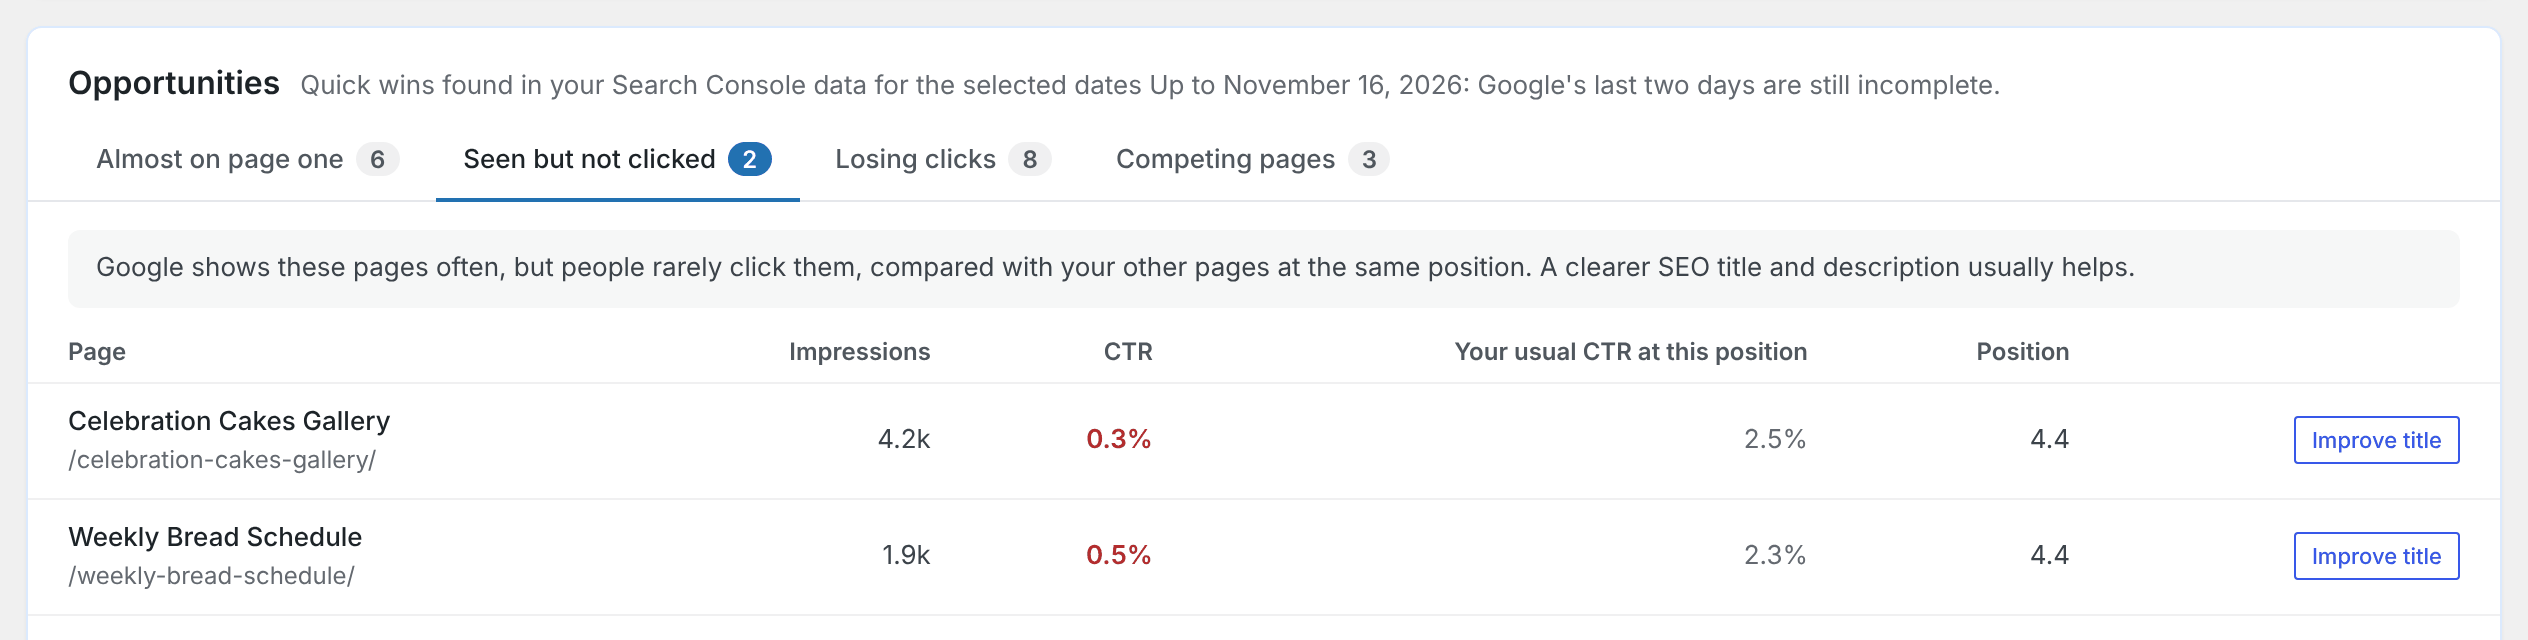 Opportunities Quick wins found in your Search Console data for the selected dates Up to November 16, 2026: Google's last two days are still incomplete.
Almost on page one 6 Seen but not clicked 2 Losing clicks 8 Competing pages 3
Google shows these pages often, but people rarely click them, compared with your other pages at the same position. A clearer SEO title and description usually helps.
Page Impressions CTR Your usual CTR at this position Position
Celebration Cakes Gallery
/celebration-cakes-gallery/
4.2k 0.3% 2.5% 4.4 Improve title
Weekly Bread Schedule
/weekly-bread-schedule/
1.9k 0.5% 2.3% 4.4 Improve title